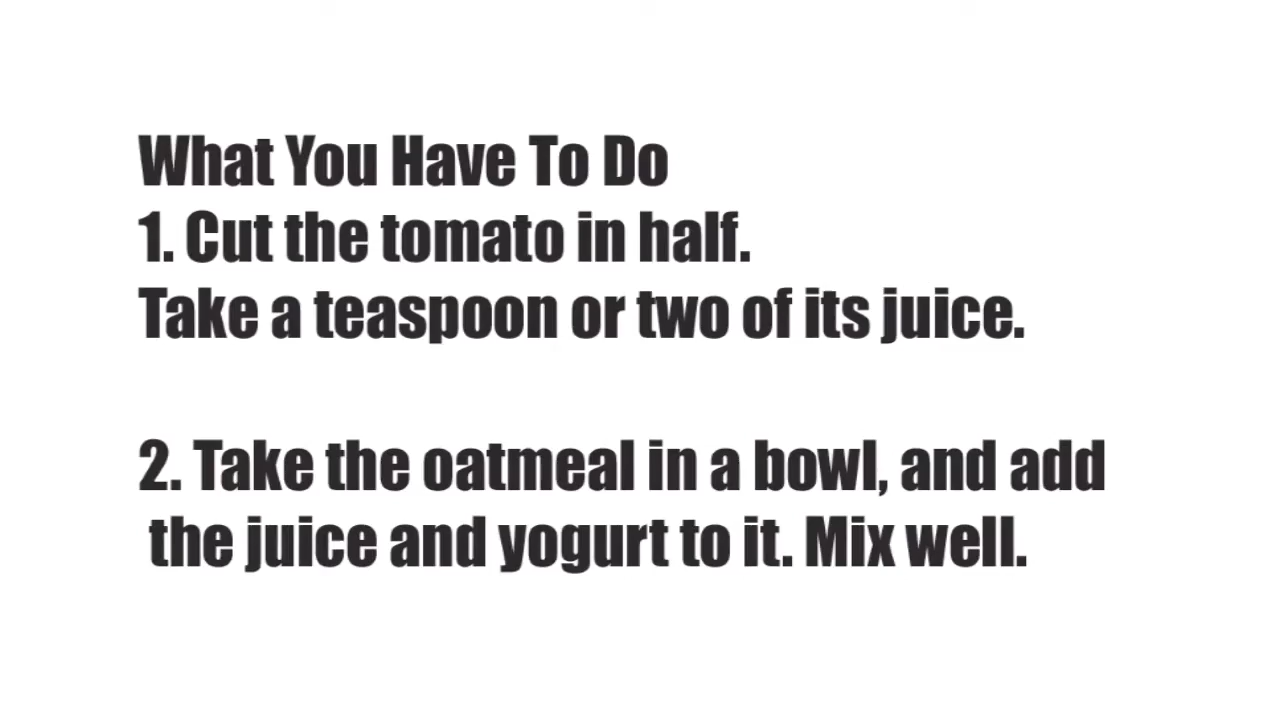 What You Have To Do
1. Cut the tomato in half.
Take a teaspoon or two of its juice.
2. Take the oatmeal in a bowl, and add
the juice and yogurt to it. Mix well.